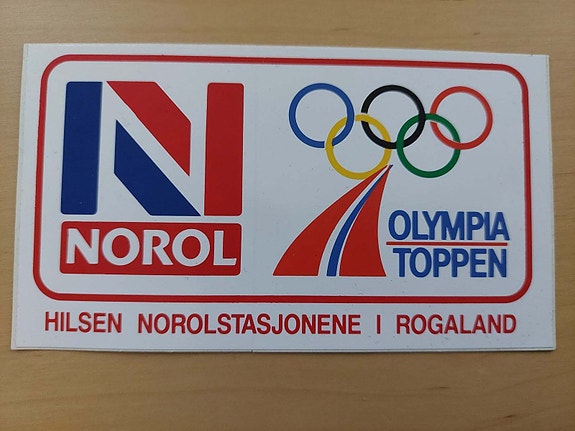 NOROL
OLYMPIA
TOPPEN
HILSEN NOROLSTASJONENE I ROGALAND